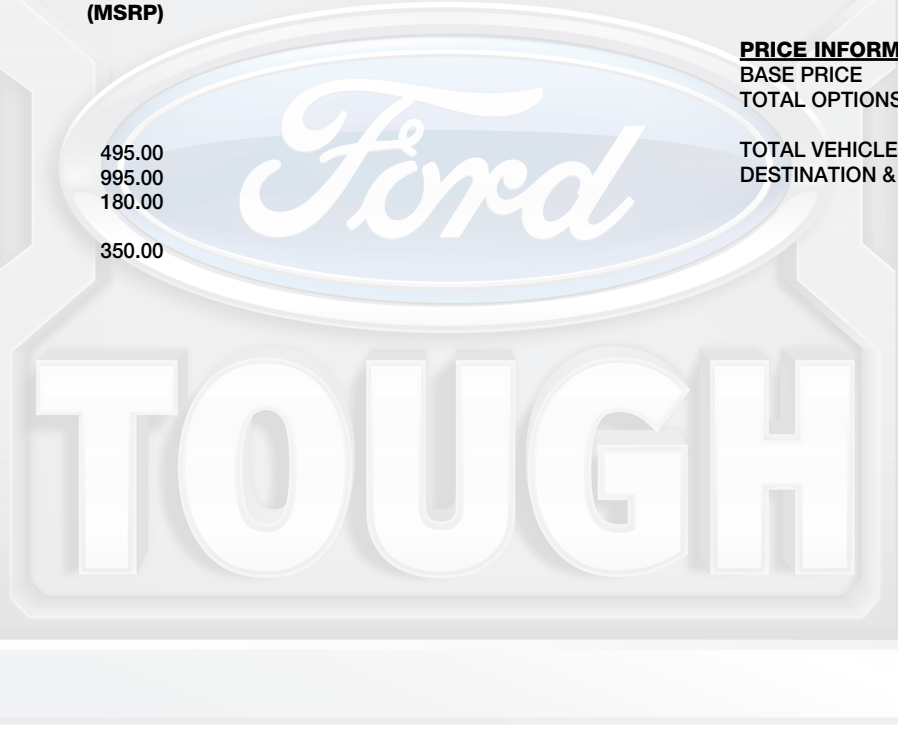 (MSRP)
PRICE INFORM
BASE PRICE
TOTAL OPTIONS
TOTAL VEHICLE
DESTINATION &
495.00
995.00
180.00
350.00
Ford
TOUGH